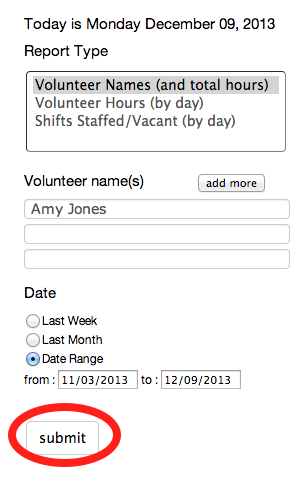 Today is Monday December 09, 2013
Report Type
Volunteer Names (and total hours)
Volunteer Hours (by day)
Shifts Staffed/Vacant (by day)
Volunteer name(s) add more
Amy Jones
Date
Last Week
Last Month
Date Range
from : 11/03/2013 to : 12/09/2013
submit